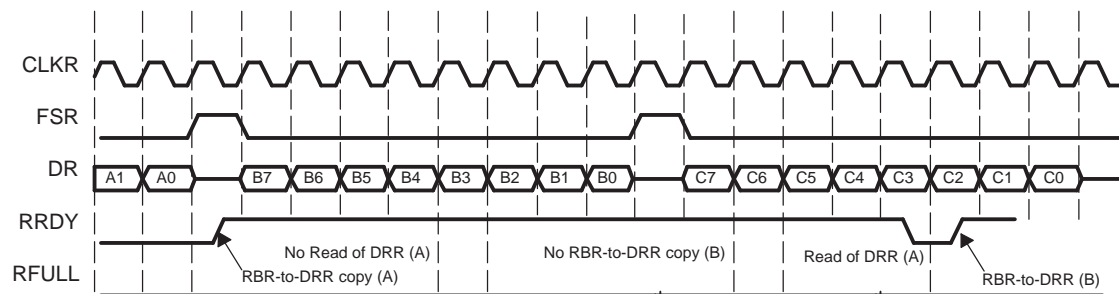 CLKR
FSR
DR A1 A0 B7 B6 B5 B4 B3 B2 B1 B0 C7 C6 C5 C4 C3 C2 C1 C0
RRDY
No Read of DRR (A) No RBR-to-DRR copy (B) Read of DRR (A)
RBR-to-DRR copy (A) RBR-to-DRR (B)
RFULL